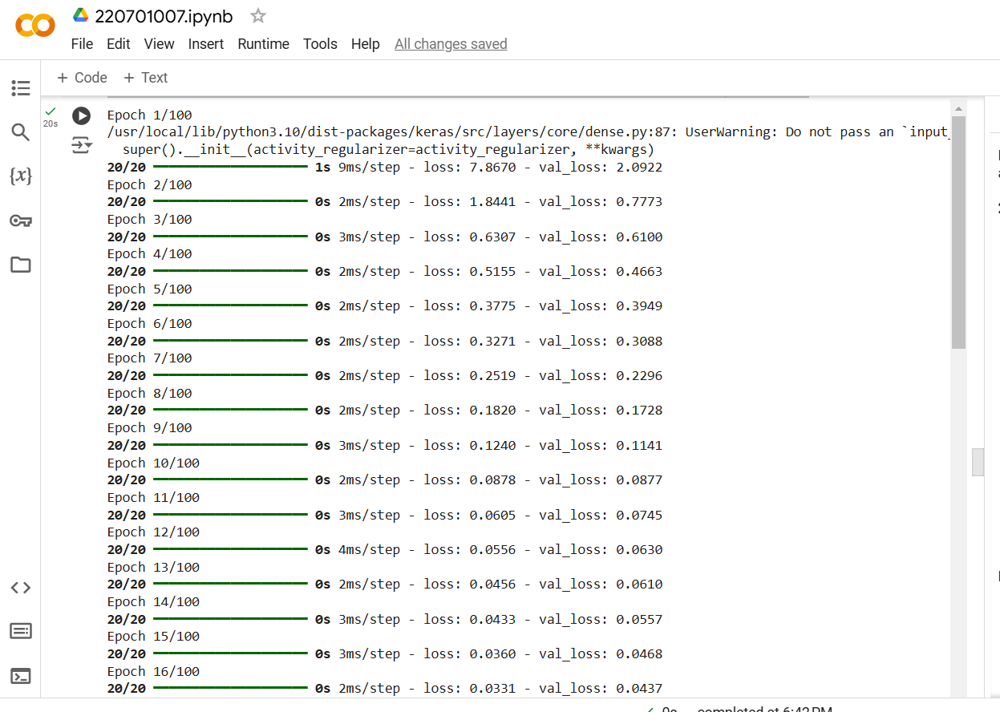 220701007.ipynb
File Edit View Insert Runtime Tools Help All changes saved
+ Code + Text
20s
Epoch 1/100
/usr/local/lib/python3.10/dist-packages/keras/src/layers/core/dense.py:87: UserWarning: Do not pass an `input_
super().__init__(activity_regularizer=activity_regularizer, **kwargs)
20/20 ━━━━━━━━━━━━━━━━━━━━ 1s 9ms/step - loss: 7.8670 - val_loss: 2.0922
Epoch 2/100
20/20 ━━━━━━━━━━━━━━━━━━━━ 0s 2ms/step - loss: 1.8441 - val_loss: 0.7773
Epoch 3/100
20/20 ━━━━━━━━━━━━━━━━━━━━ 0s 3ms/step - loss: 0.6307 - val_loss: 0.6100
Epoch 4/100
20/20 ━━━━━━━━━━━━━━━━━━━━ 0s 2ms/step - loss: 0.5155 - val_loss: 0.4663
Epoch 5/100
20/20 ━━━━━━━━━━━━━━━━━━━━ 0s 2ms/step - loss: 0.3775 - val_loss: 0.3949
Epoch 6/100
20/20 ━━━━━━━━━━━━━━━━━━━━ 0s 2ms/step - loss: 0.3271 - val_loss: 0.3088
Epoch 7/100
20/20 ━━━━━━━━━━━━━━━━━━━━ 0s 2ms/step - loss: 0.2519 - val_loss: 0.2296
Epoch 8/100
20/20 ━━━━━━━━━━━━━━━━━━━━ 0s 2ms/step - loss: 0.1820 - val_loss: 0.1728
Epoch 9/100
20/20 ━━━━━━━━━━━━━━━━━━━━ 0s 3ms/step - loss: 0.1240 - val_loss: 0.1141
Epoch 10/100
20/20 ━━━━━━━━━━━━━━━━━━━━ 0s 2ms/step - loss: 0.0878 - val_loss: 0.0877
Epoch 11/100
20/20 ━━━━━━━━━━━━━━━━━━━━ 0s 3ms/step - loss: 0.0605 - val_loss: 0.0745
Epoch 12/100
20/20 ━━━━━━━━━━━━━━━━━━━━ 0s 4ms/step - loss: 0.0556 - val_loss: 0.0630
Epoch 13/100
20/20 ━━━━━━━━━━━━━━━━━━━━ 0s 2ms/step - loss: 0.0456 - val_loss: 0.0610
Epoch 14/100
20/20 ━━━━━━━━━━━━━━━━━━━━ 0s 3ms/step - loss: 0.0433 - val_loss: 0.0557
Epoch 15/100
20/20 ━━━━━━━━━━━━━━━━━━━━ 0s 3ms/step - loss: 0.0360 - val_loss: 0.0468
Epoch 16/100
20/20 ━━━━━━━━━━━━━━━━━━━━ 0s 2ms/step - loss: 0.0331 - val_loss: 0.0437
0s completed at 6:42 PM